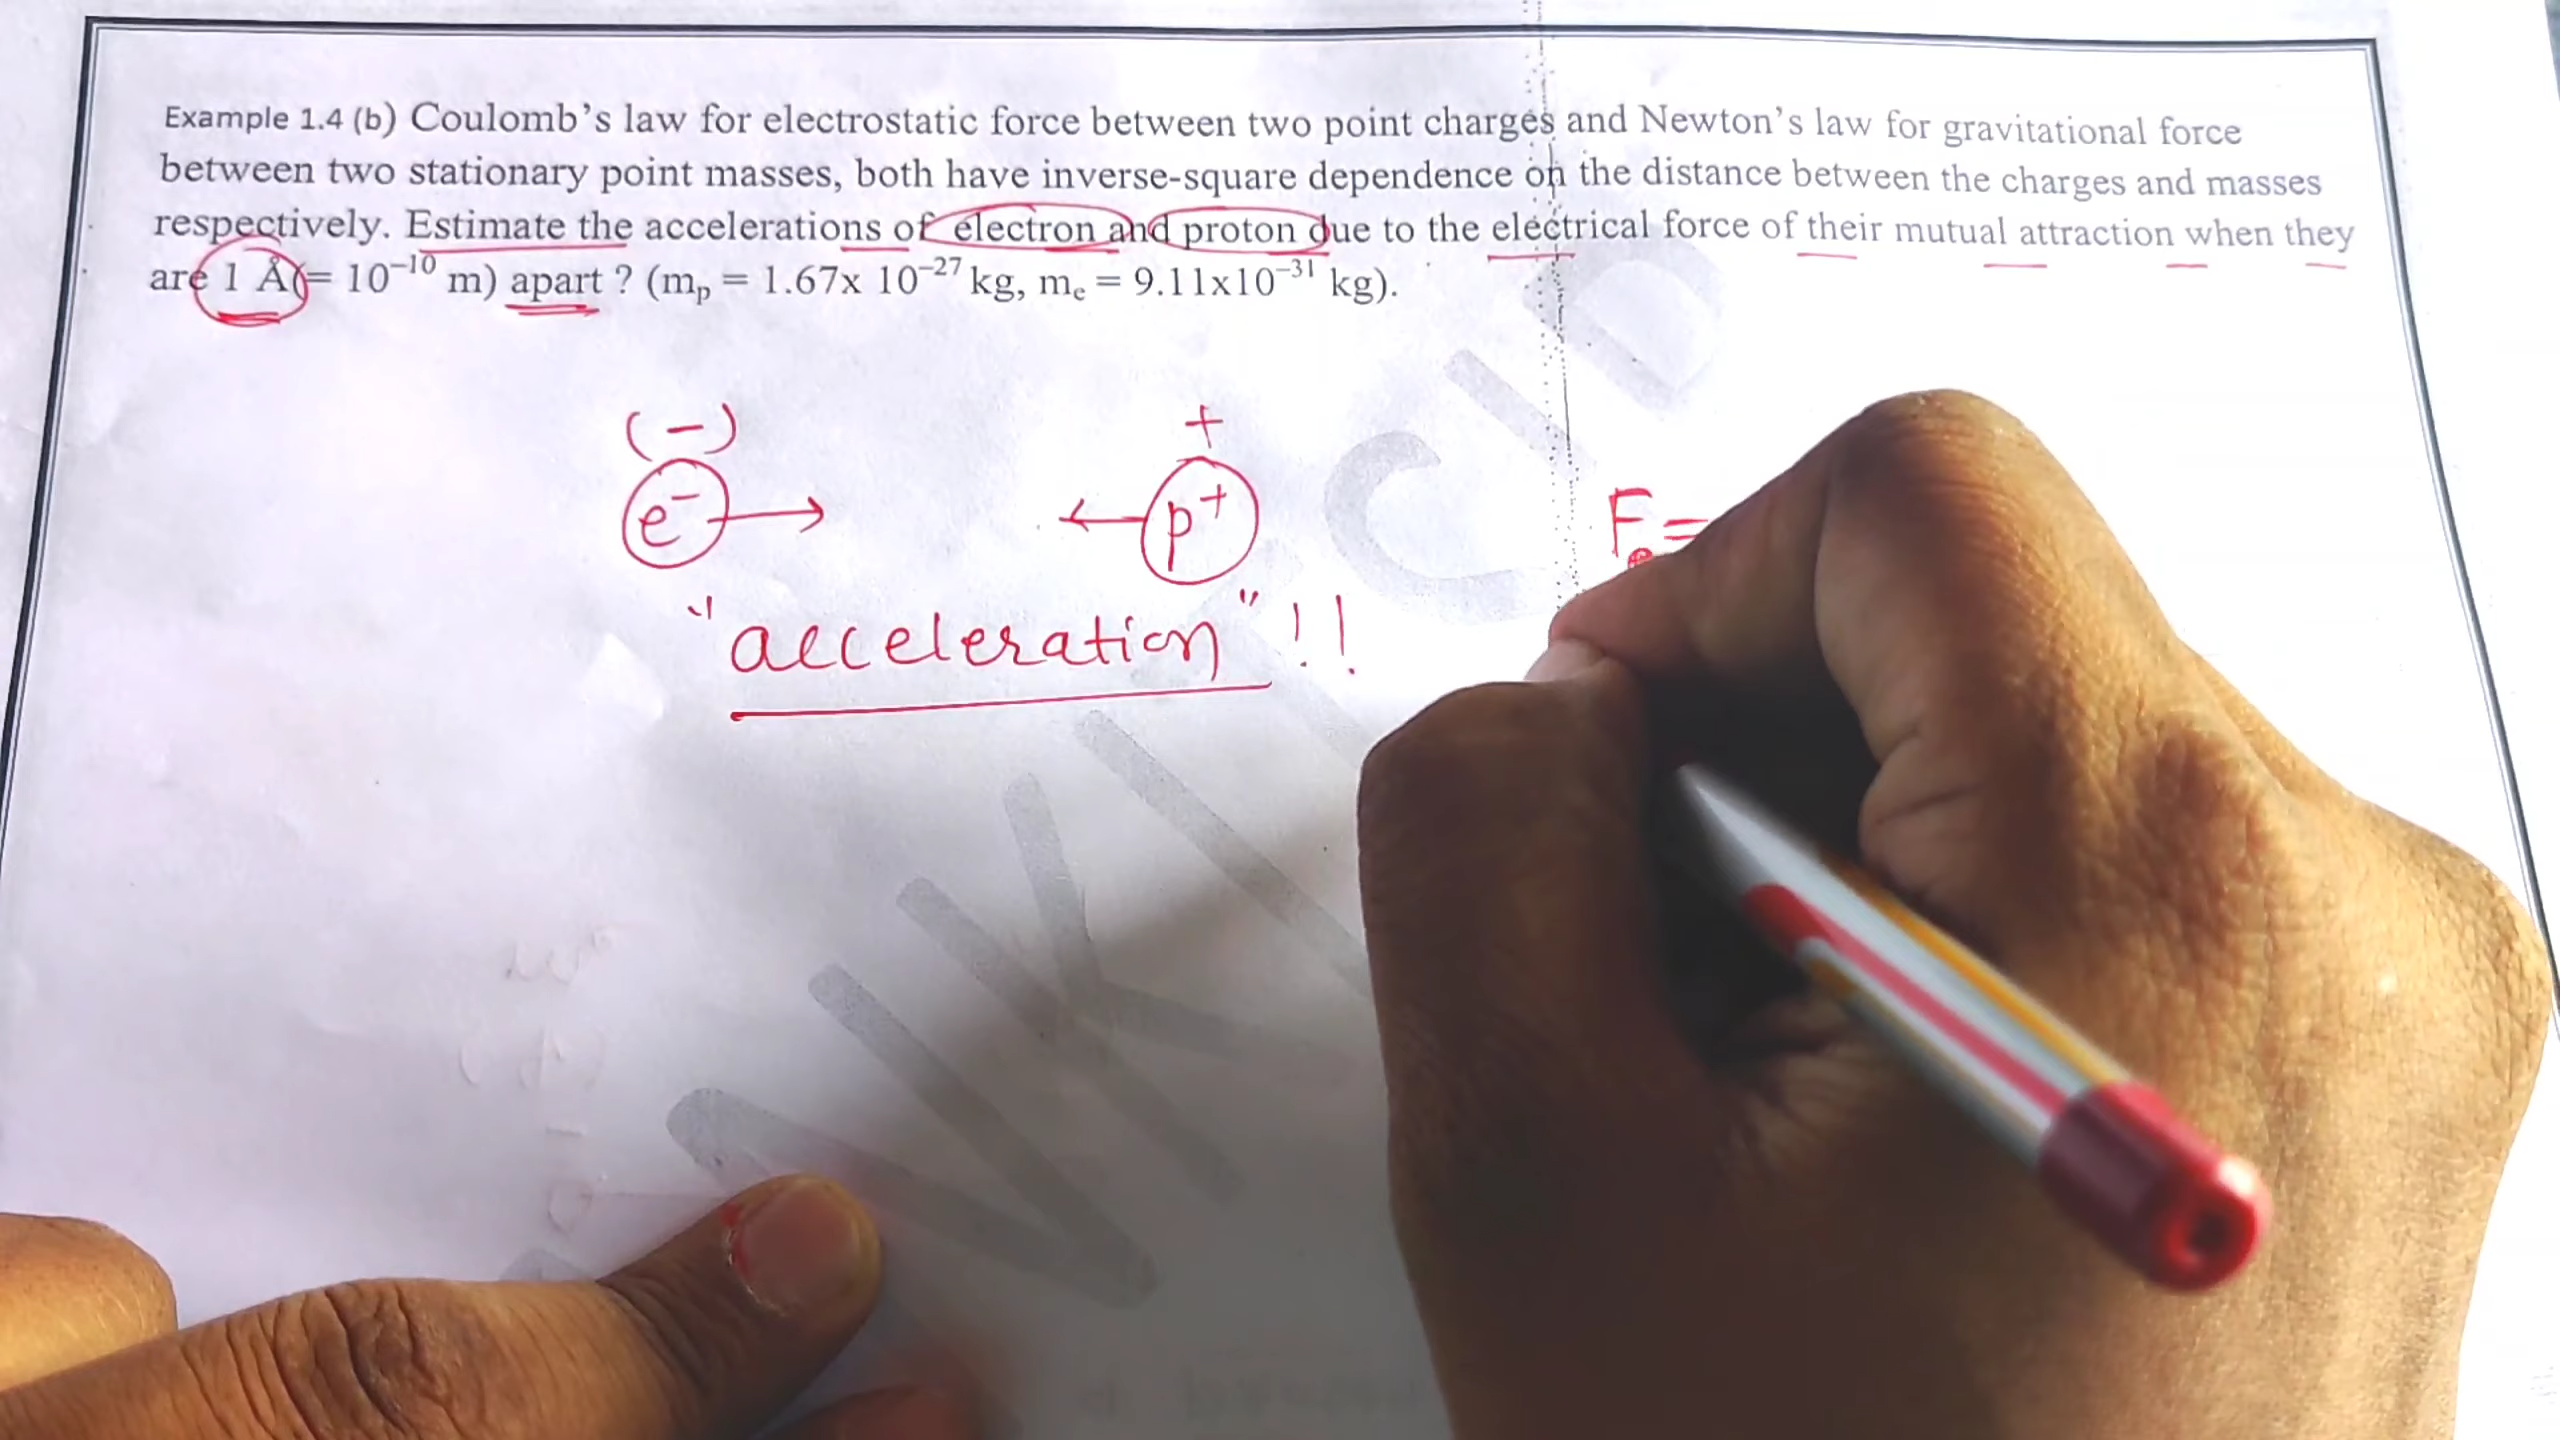 Example 1.4 (b) Coulomb's law for electrostatic force between two point charges and Newton's law for gravitational force
between two stationary point masses, both have inverse-square dependence on the distance between the charges and masses
respectively. Estimate the accelerations of electron and proton due to the electrical force of their mutual attraction when they
are 1 Å(= 10⁻¹⁰ m) apart ? (mₚ = 1.67x 10⁻²⁷ kg, mₑ = 9.11x10⁻³¹ kg).
(-) +
e⁻ → ← p⁺ Fₑ =
"acceleration" !!